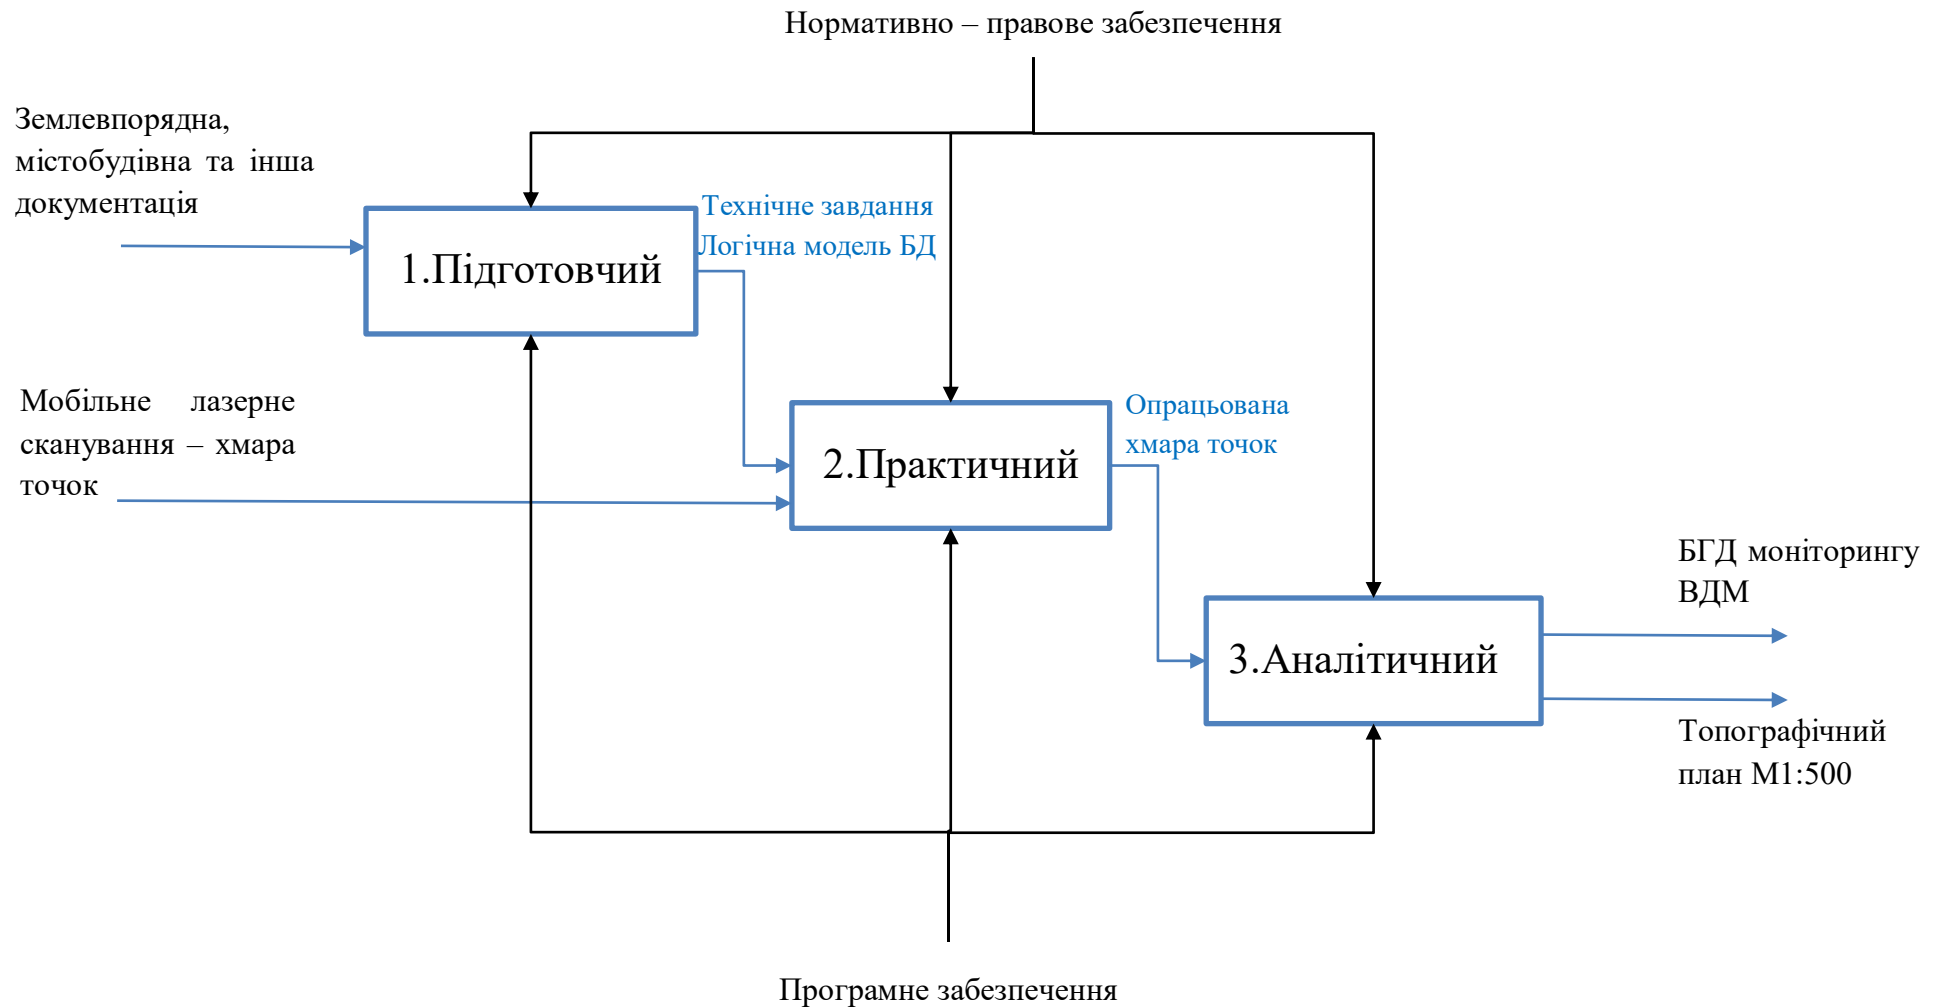 Нормативно – правове забезпечення
Землевпорядна,
містобудівна та інша
документація
Технічне завдання
Логічна модель БД
1.Підготовчий
Мобільне лазерне
сканування – хмара
точок
Опрацьована
хмара точок
2.Практичний
БГД моніторингу
ВДМ
3.Аналітичний
Топографічний
план М1:500
Програмне забезпечення